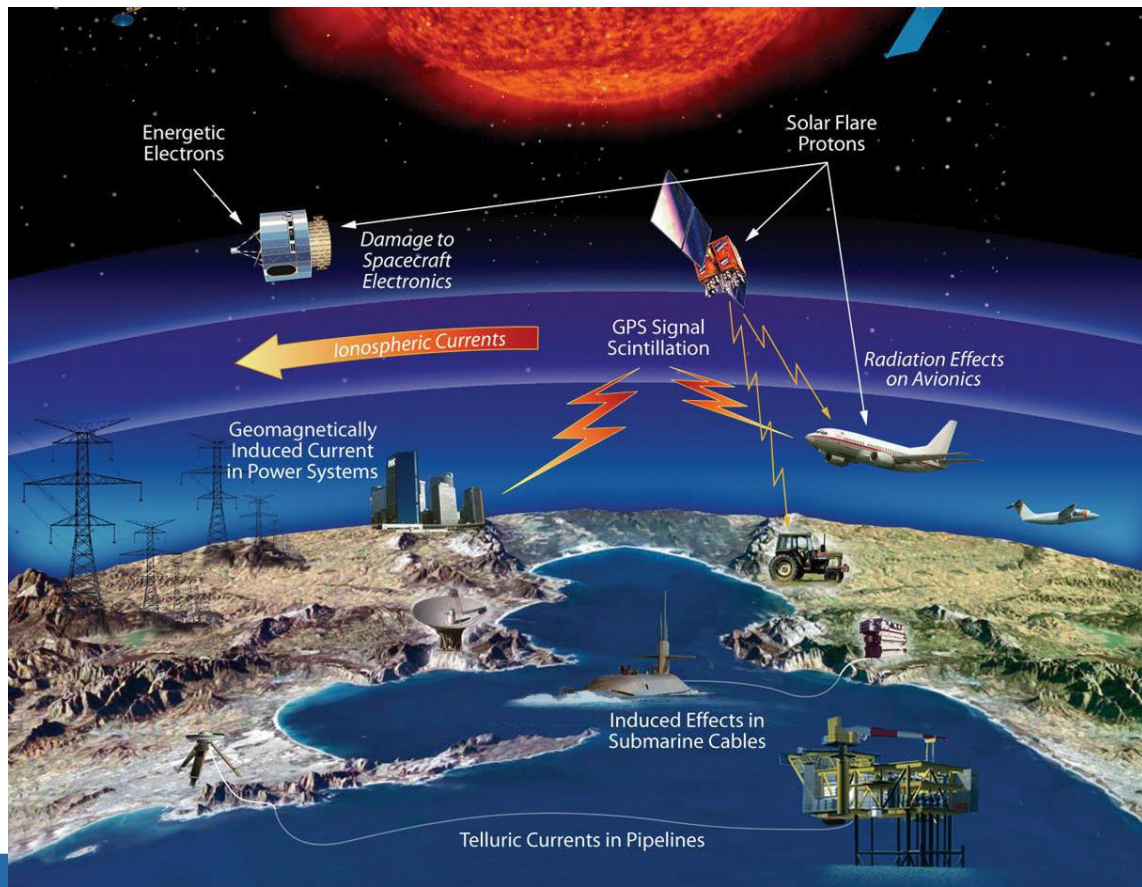 Energetic
Electrons
Solar Flare
Protons
Damage to
Spacecraft
Electronics
Ionospheric Currents
GPS Signal
Scintillation
Radiation Effects
on Avionics
Geomagnetically
Induced Current
in Power Systems
Induced Effects in
Submarine Cables
Telluric Currents in Pipelines